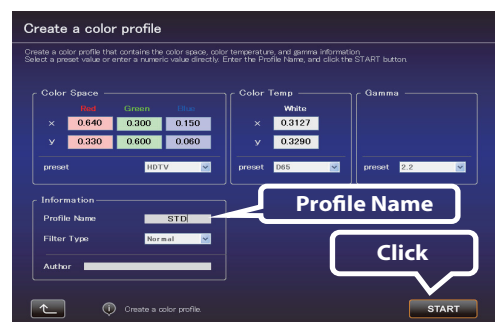 Create a color profile
Create a color profile that contains the color space, color temperature, and gamma information
Select a preset value or enter a numeric value directly. Enter the Profile Name, and click the START button.
Color Space
Color Temp
Gamma
Red Green Blue
White
x 0.640 0.300 0.150
x 0.3127
y 0.330 0.600 0.060
y 0.3290
preset HDTV
preset D65
preset 2.2
Information
Profile Name STD
Profile Name
Filter Type Normal
Click
Author
Create a color profile.
START